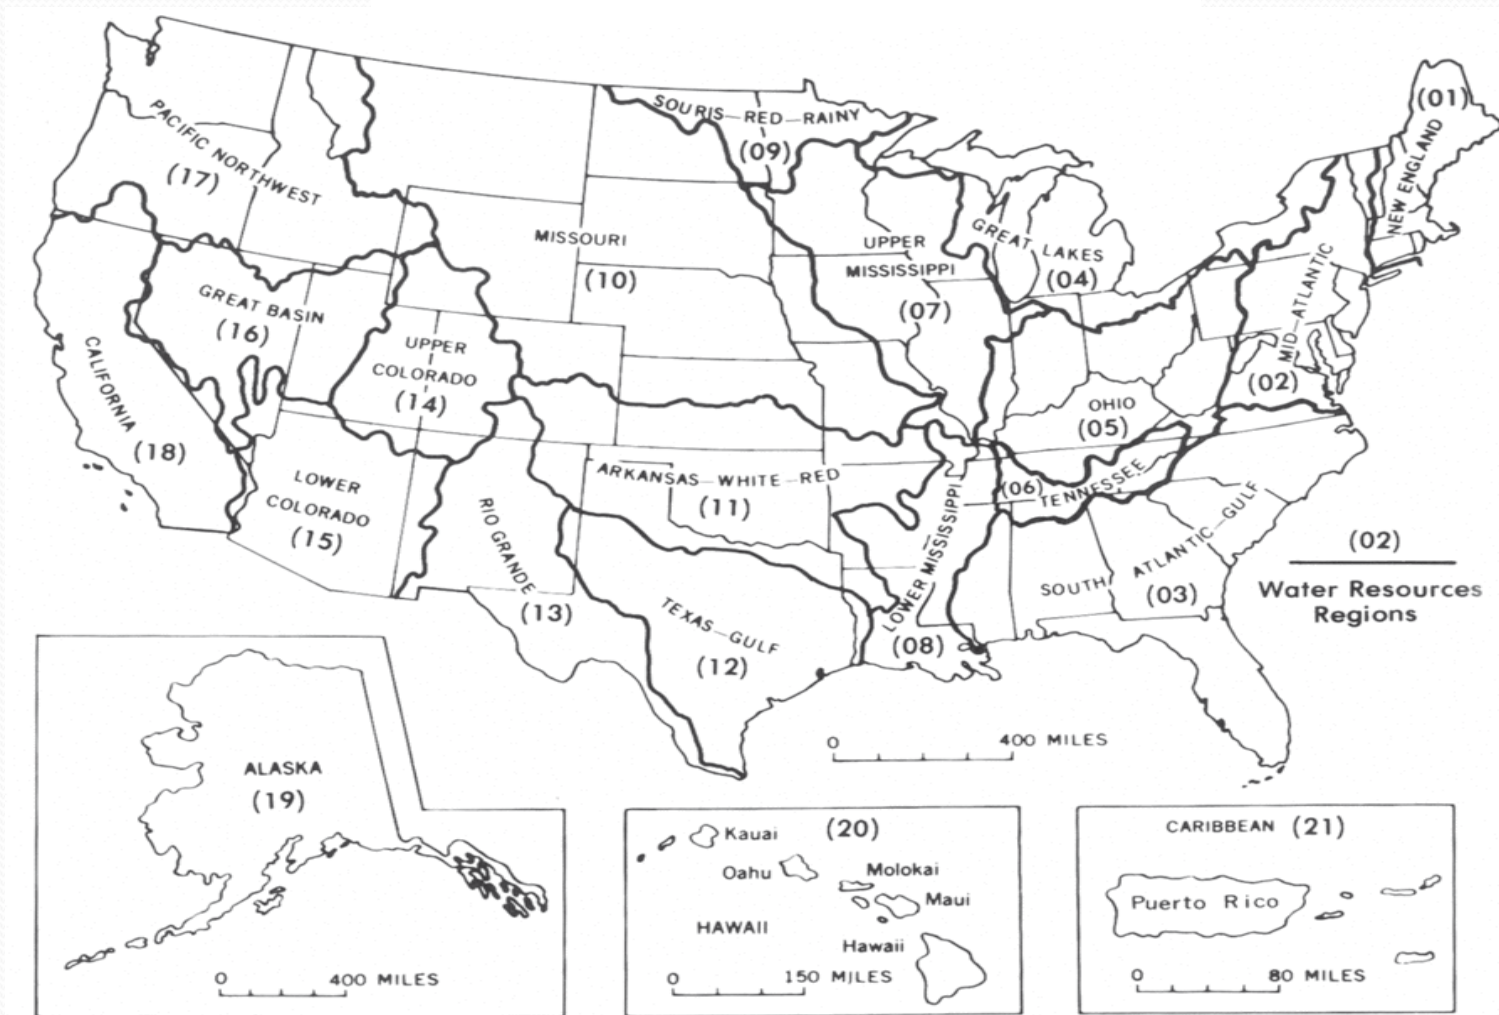 (01)
NEW ENGLAND
SOURIS—RED—RAINY
(09)
PACIFIC NORTHWEST
(17)
MISSOURI
(10)
UPPER
MISSISSIPPI
(07)
GREAT LAKES
(04)
MID—ATLANTIC
(02)
GREAT BASIN
(16)
UPPER
COLORADO
(14)
CALIFORNIA
(18)
OHIO
(05)
LOWER
COLORADO
(15)
ARKANSAS—WHITE—RED
(11)
(06) TENNESSEE
RIO GRANDE
(13)
TEXAS—GULF
(12)
LOWER MISSISSIPPI
(08)
SOUTH ATLANTIC—GULF
(03)
(02)
Water Resources
Regions
0 400 MILES
ALASKA
(19)
0 400 MILES
(20)
Kauai
Oahu
Molokai
Maui
HAWAII
Hawaii
0 150 MILES
CARIBBEAN (21)
Puerto Rico
0 80 MILES